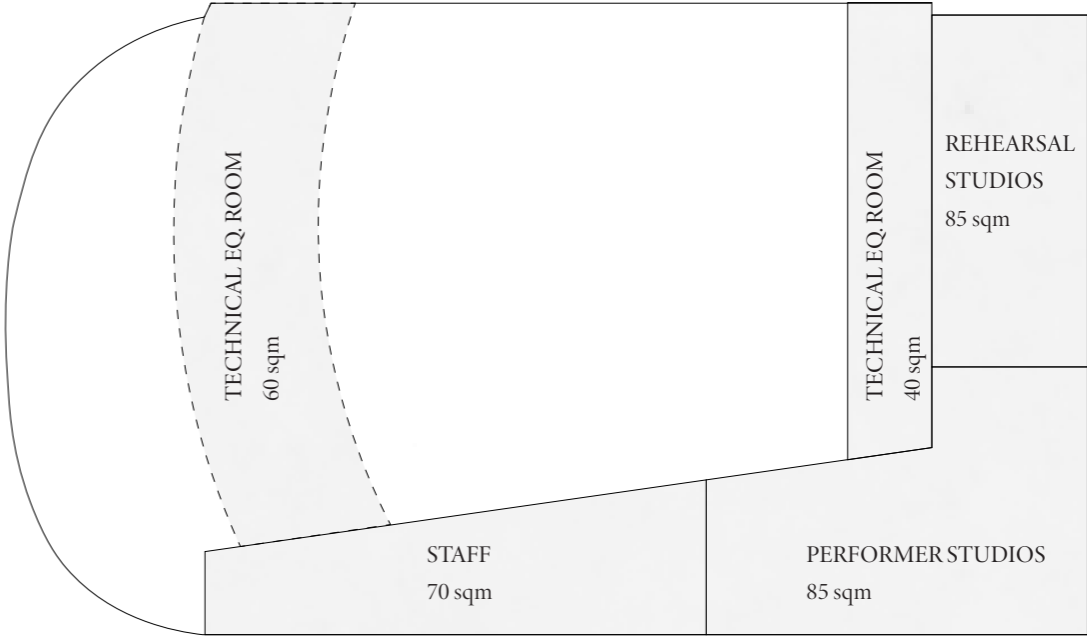 TECHNICAL EQ. ROOM
60 sqm
TECHNICAL EQ. ROOM
40 sqm
REHEARSAL
STUDIOS
85 sqm
STAFF
70 sqm
PERFORMER STUDIOS
85 sqm